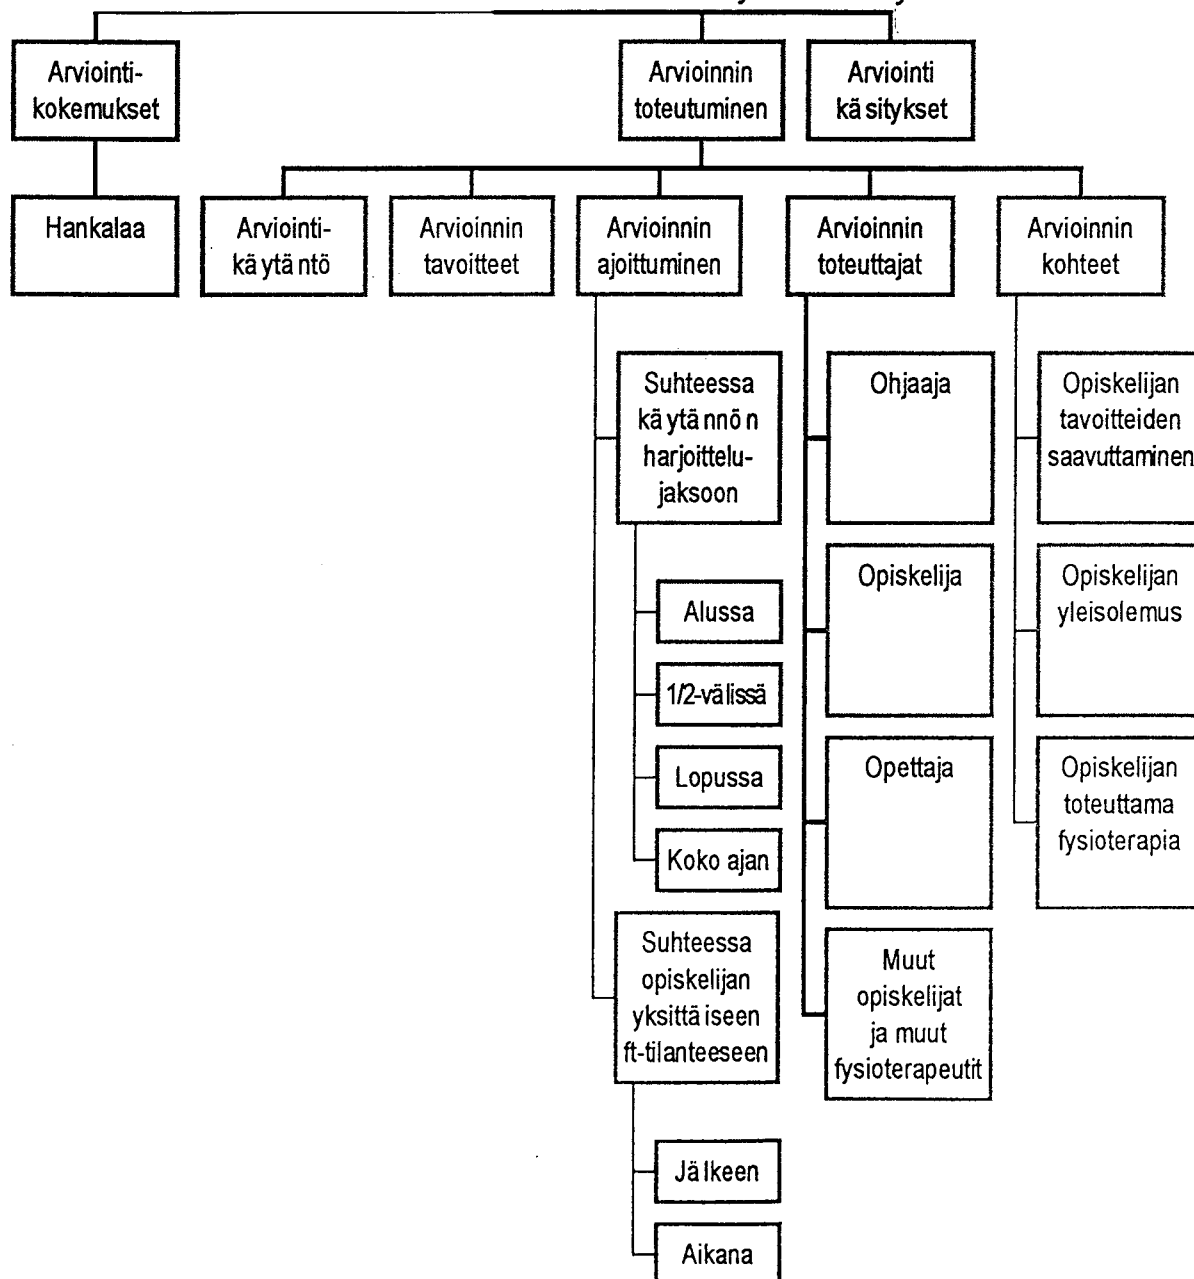 Arviointi-
kokemukset
Arvioinnin
toteutuminen
Arviointi
käsitykset
Hankalaa
Arviointi-
käytäntö
Arvioinnin
tavoitteet
Arvioinnin
ajoittuminen
Arvioinnin
toteuttajat
Arvioinnin
kohteet
Suhteessa
käytännön
harjoittelu-
jaksoon
Alussa
1/2-välissä
Lopussa
Koko ajan
Suhteessa
opiskelijan
yksittäiseen
ft-tilanteeseen
Jälkeen
Aikana
Ohjaaja
Opiskelija
Opettaja
Muut
opiskelijat
ja muut
fysioterapeutit
Opiskelijan
tavoitteiden
saavuttaminen
Opiskelijan
yleisolemus
Opiskelijan
toteuttama
fysioterapia